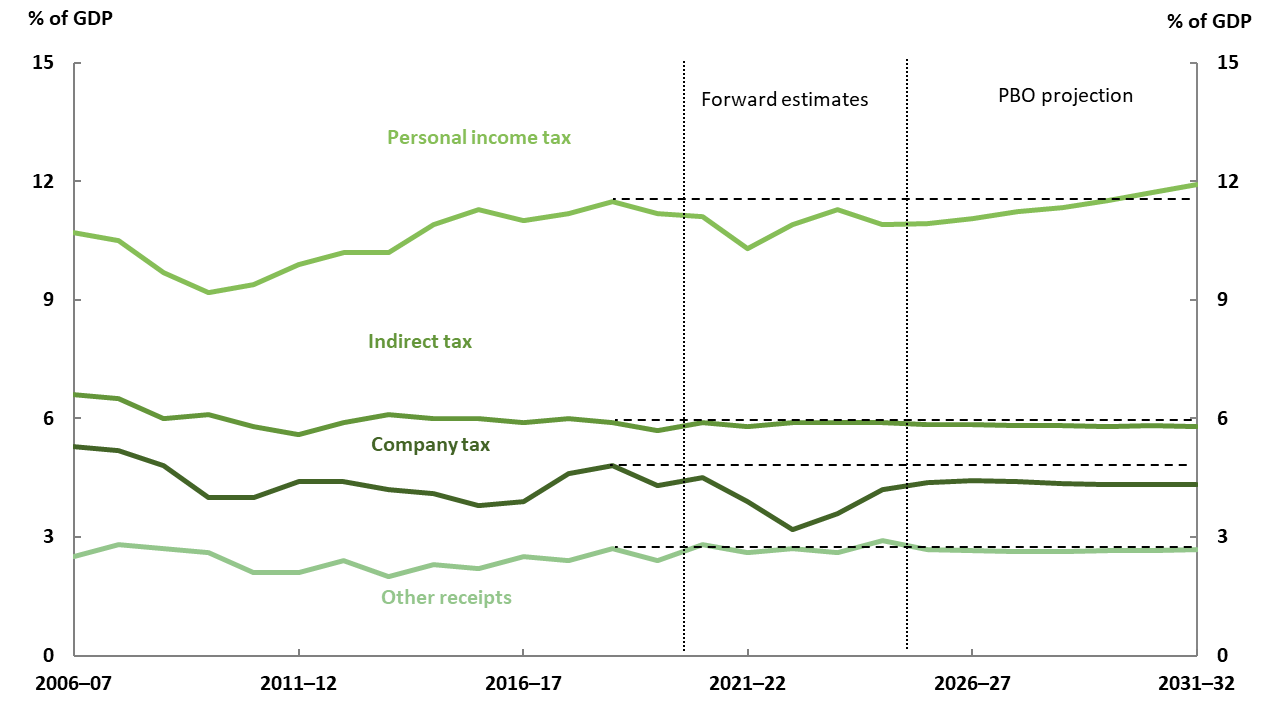 % of GDP
% of GDP
15
15
Forward estimates
PBO projection
Personal income tax
12
12
9
9
Indirect tax
6
6
Company tax
3
3
Other receipts
0
0
2006–07
2011–12
2016–17
2021–22
2026–27
2031–32